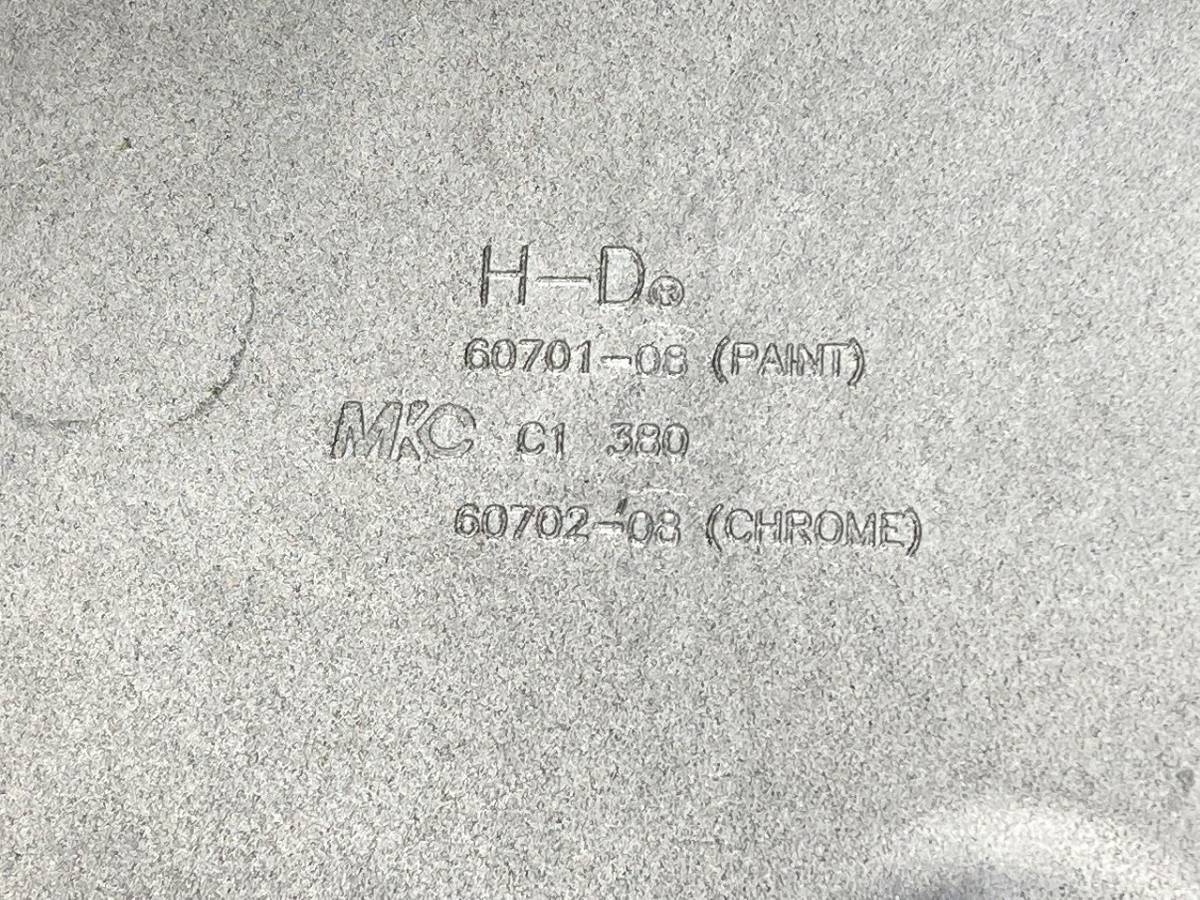 H-D®
60701-08 (PAINT)
MKC C1 380
60702-08 (CHROME)